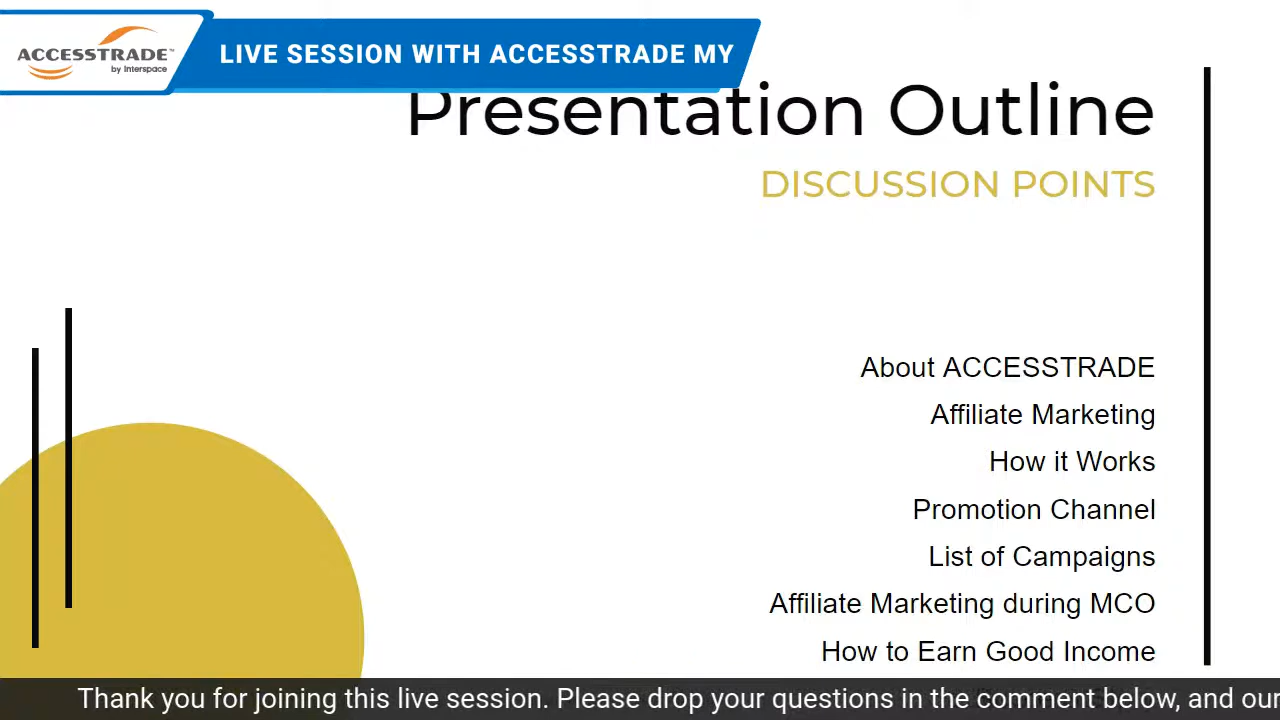 ACCESSTRADE™
by Interspace
LIVE SESSION WITH ACCESSTRADE MY
Presentation Outline
DISCUSSION POINTS
About ACCESSTRADE
Affiliate Marketing
How it Works
Promotion Channel
List of Campaigns
Affiliate Marketing during MCO
How to Earn Good Income
Thank you for joining this live session. Please drop your questions in the comment below, and our